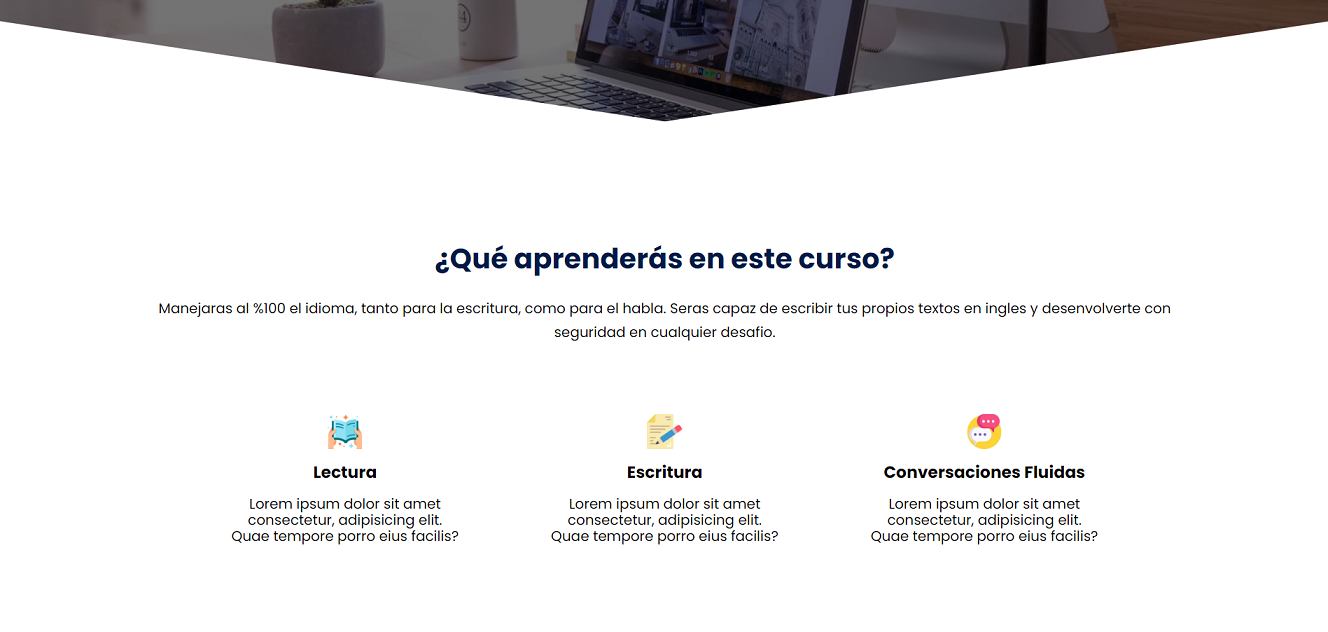 ¿Qué aprenderás en este curso?
Manejaras al %100 el idioma, tanto para la escritura, como para el habla. Seras capaz de escribir tus propios textos en ingles y desenvolverte con
seguridad en cualquier desafio.
Lectura
Lorem ipsum dolor sit amet
consectetur, adipisicing elit.
Quae tempore porro eius facilis?
Escritura
Lorem ipsum dolor sit amet
consectetur, adipisicing elit.
Quae tempore porro eius facilis?
Conversaciones Fluidas
Lorem ipsum dolor sit amet
consectetur, adipisicing elit.
Quae tempore porro eius facilis?